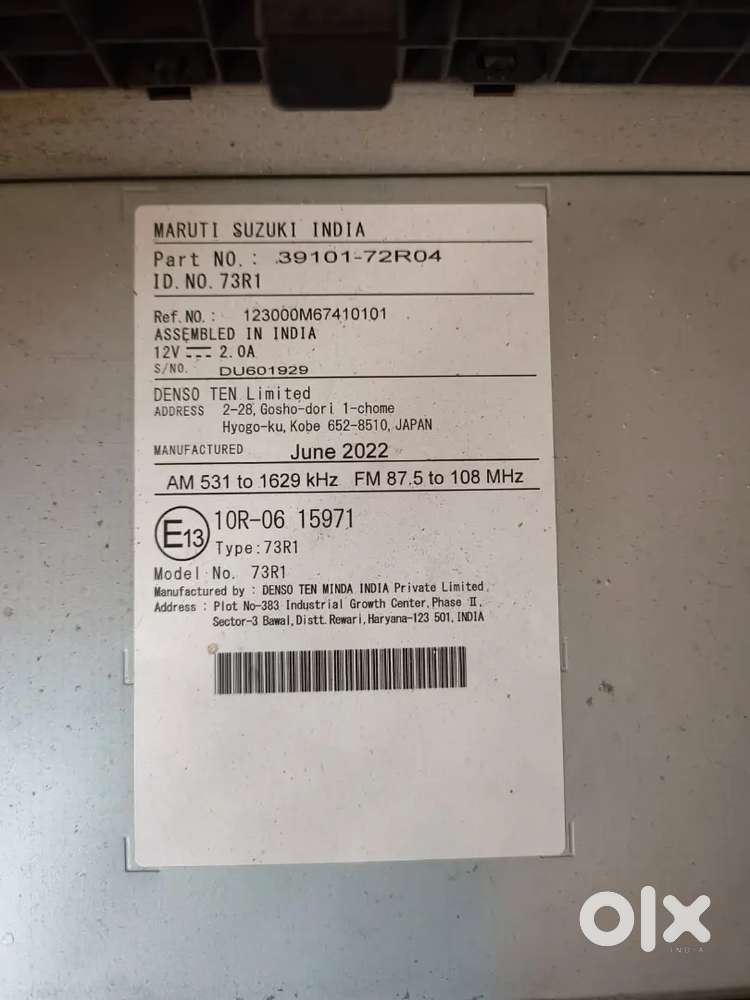 MARUTI SUZUKI INDIA
Part NO.: 39101-72R04
ID.NO.73R1
Ref.NO.: 123000M67410101
ASSEMBLED IN INDIA
12V 2.0A
S/NO. DU601929
DENSO TEN Limited
ADDRESS 2-28, Gosho-dori 1-chome
Hyogo-ku, Kobe 652-8510, JAPAN
MANUFACTURED June 2022
AM 531 to 1629 kHz FM 87.5 to 108 MHz
E13 10R-06 15971
Type:73R1
Model No. 73R1
Manufactured by : DENSO TEN MINDA INDIA Private Limited.
Address : Plot No-383 Industrial Growth Center, Phase Ⅱ,
Sector-3 Bawal, Distt. Rewari, Haryana-123 501, INDIA
olx
INDIA